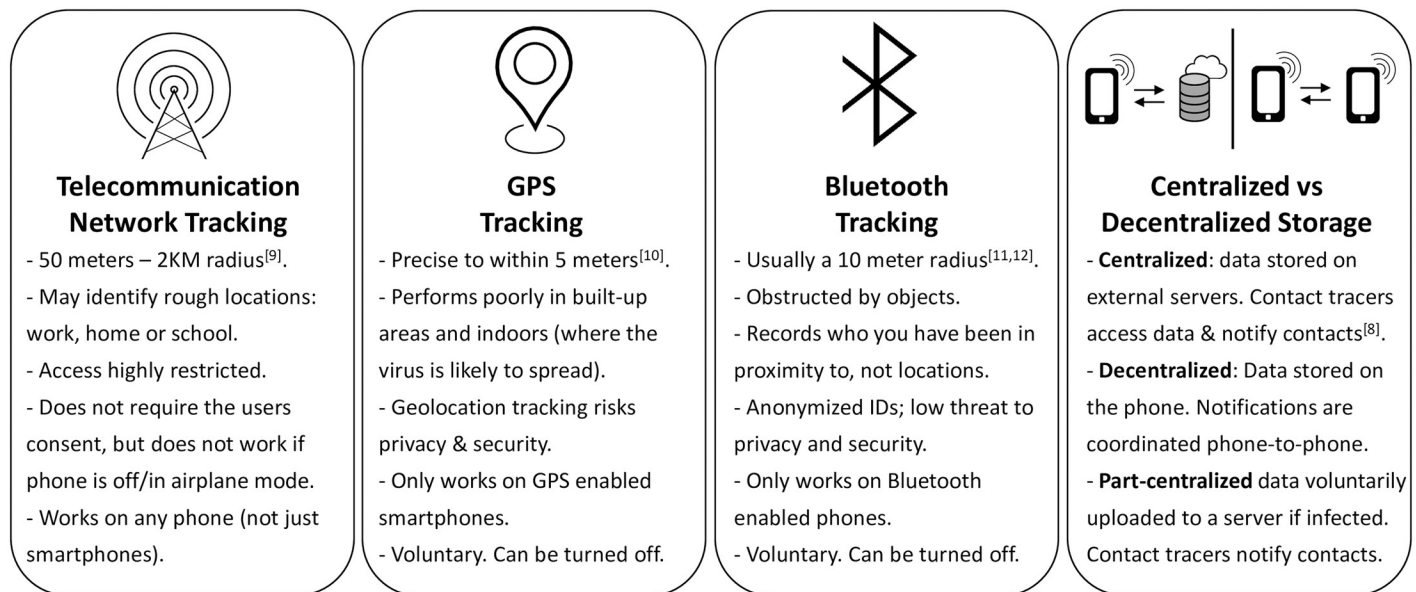 Telecommunication
Network Tracking
- 50 meters – 2KM radius[9].
- May identify rough locations:
work, home or school.
- Access highly restricted.
- Does not require the users
consent, but does not work if
phone is off/in airplane mode.
- Works on any phone (not just
smartphones).
GPS
Tracking
- Precise to within 5 meters[10].
- Performs poorly in built-up
areas and indoors (where the
virus is likely to spread).
- Geolocation tracking risks
privacy & security.
- Only works on GPS enabled
smartphones.
- Voluntary. Can be turned off.
Bluetooth
Tracking
- Usually a 10 meter radius[11,12].
- Obstructed by objects.
- Records who you have been in
proximity to, not locations.
- Anonymized IDs; low threat to
privacy and security.
- Only works on Bluetooth
enabled phones.
- Voluntary. Can be turned off.
Centralized vs
Decentralized Storage
- Centralized: data stored on
external servers. Contact tracers
access data & notify contacts[8].
- Decentralized: Data stored on
the phone. Notifications are
coordinated phone-to-phone.
- Part-centralized data voluntarily
uploaded to a server if infected.
Contact tracers notify contacts.